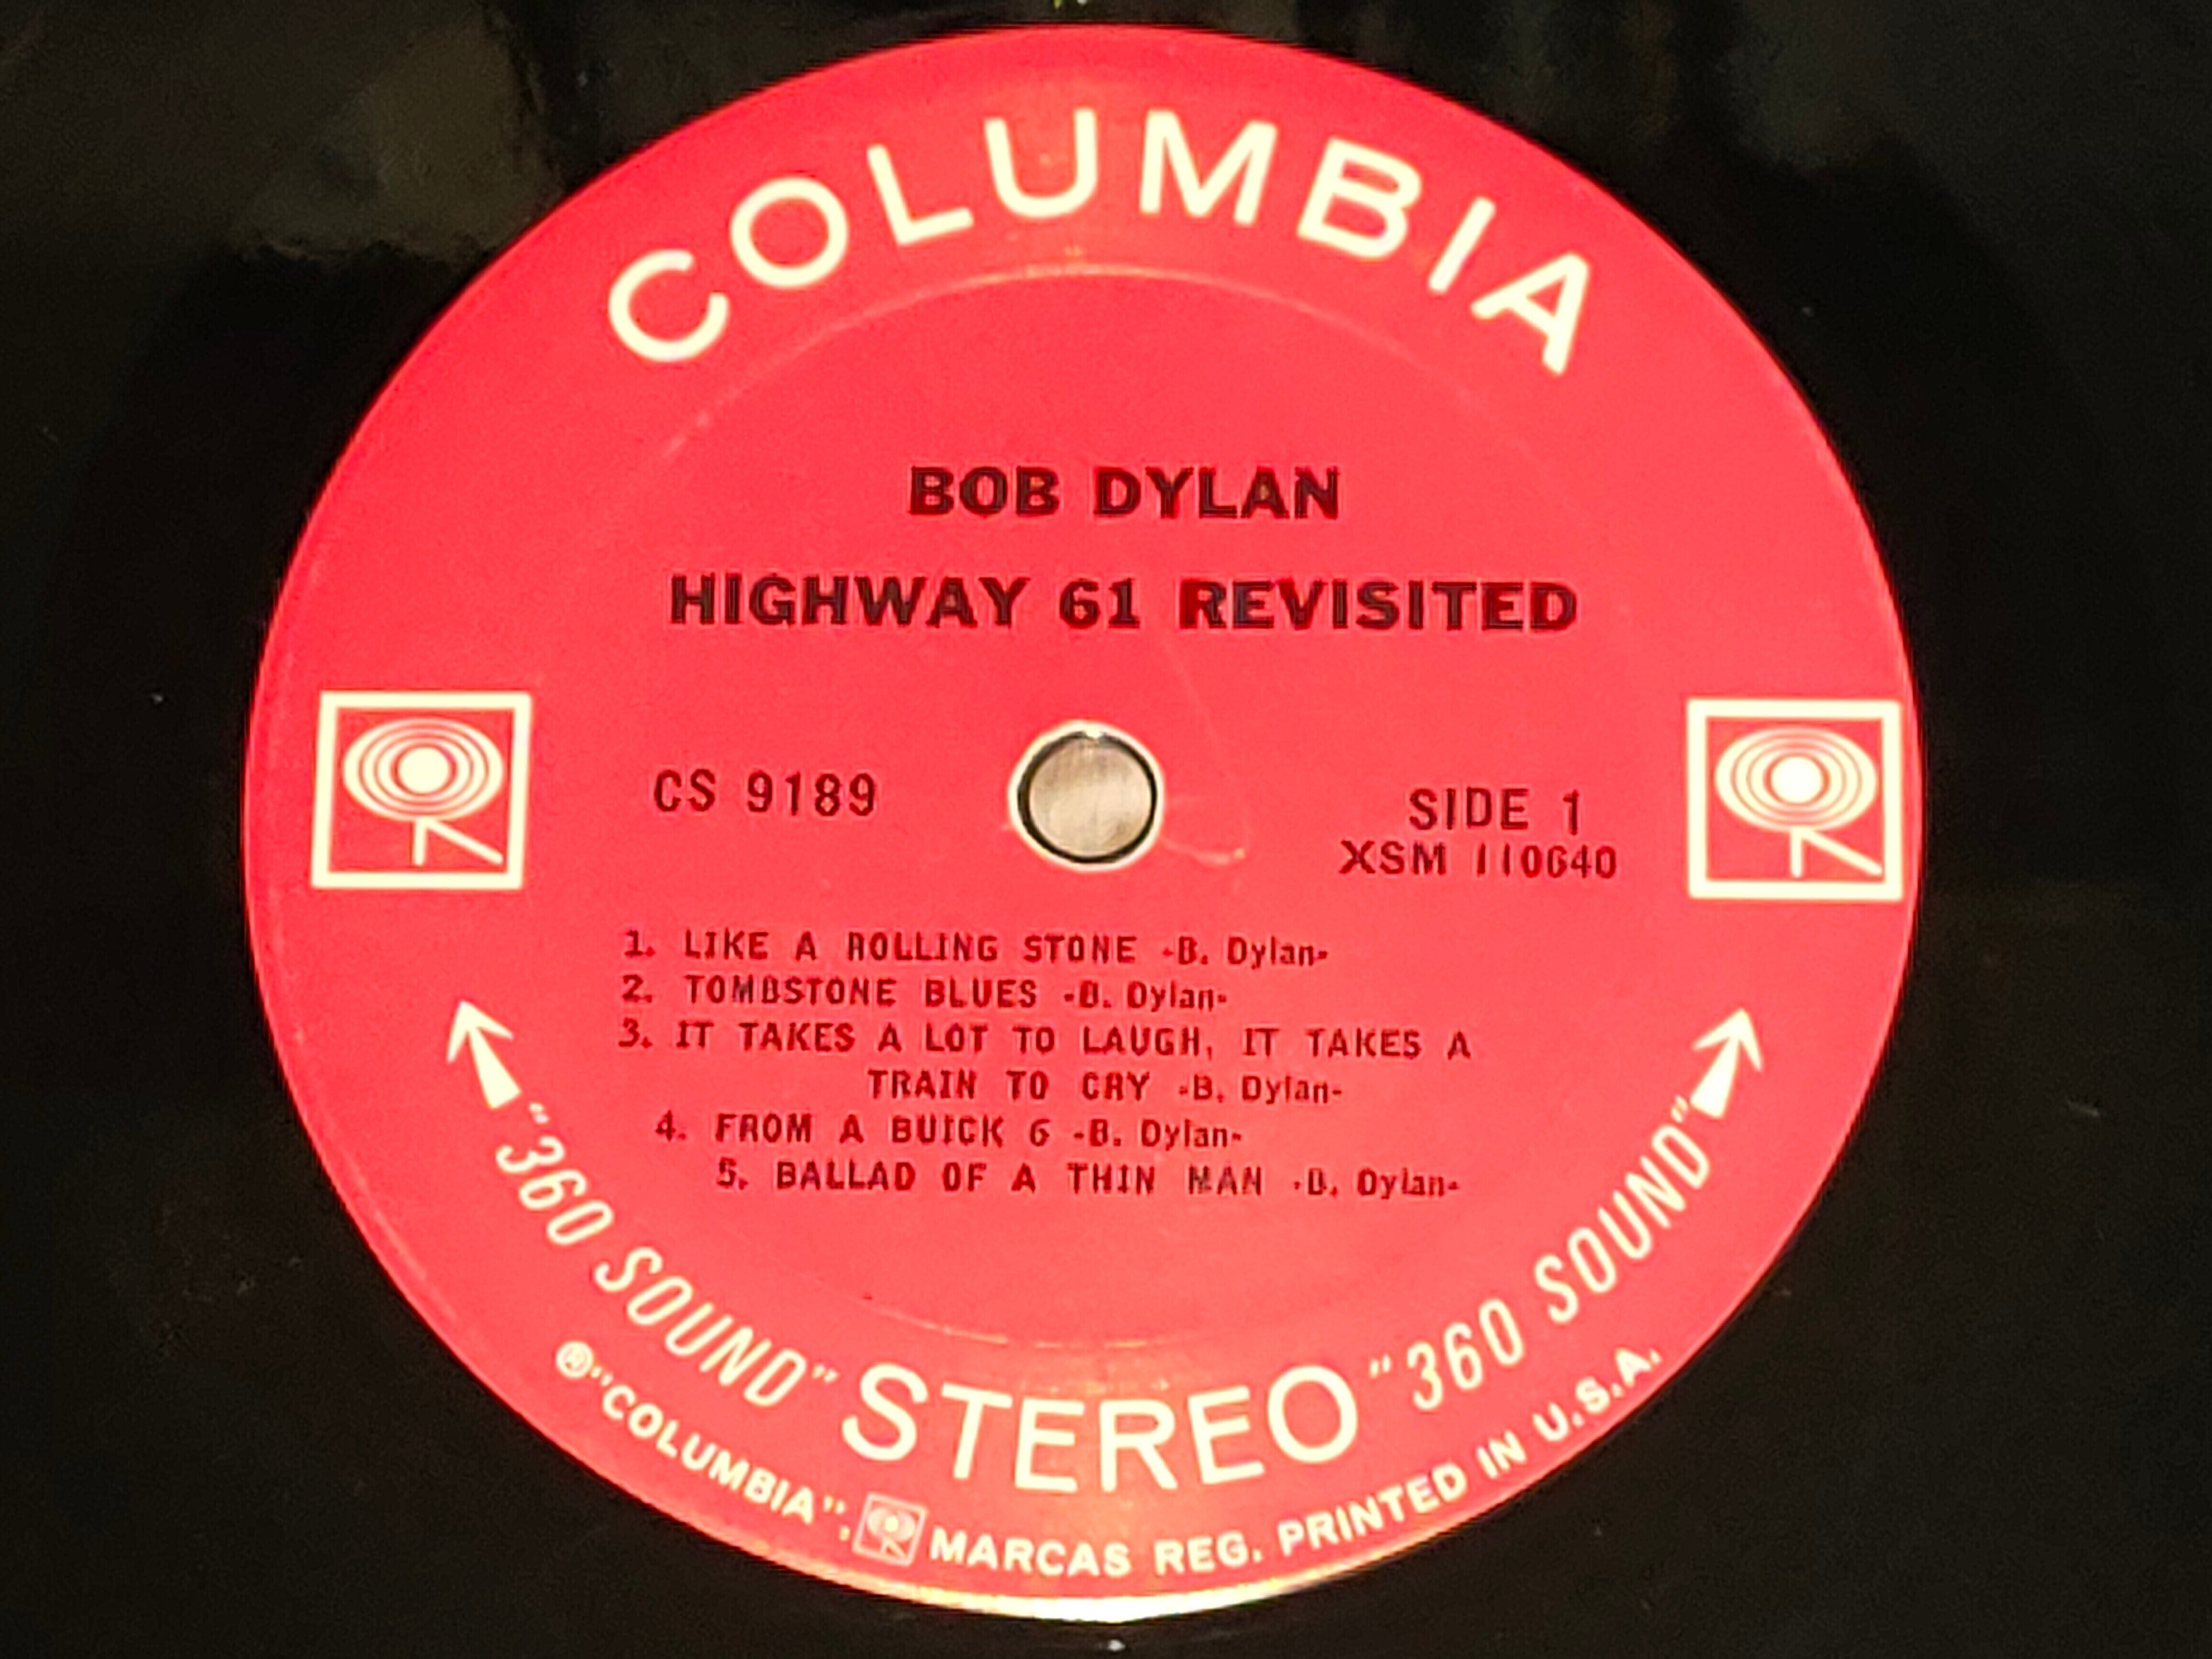 COLUMBIA
BOB DYLAN
HIGHWAY 61 REVISITED
CS 9189
SIDE 1
XSM 110640
1. LIKE A ROLLING STONE -B. Dylan-
2. TOMBSTONE BLUES -B. Dylan-
3. IT TAKES A LOT TO LAUGH, IT TAKES A
TRAIN TO CRY -B. Dylan-
4. FROM A BUICK 6 -B. Dylan-
5. BALLAD OF A THIN MAN -B. Dylan-
"360 SOUND" STEREO "360 SOUND"
®"COLUMBIA", MARCAS REG. PRINTED IN U.S.A.